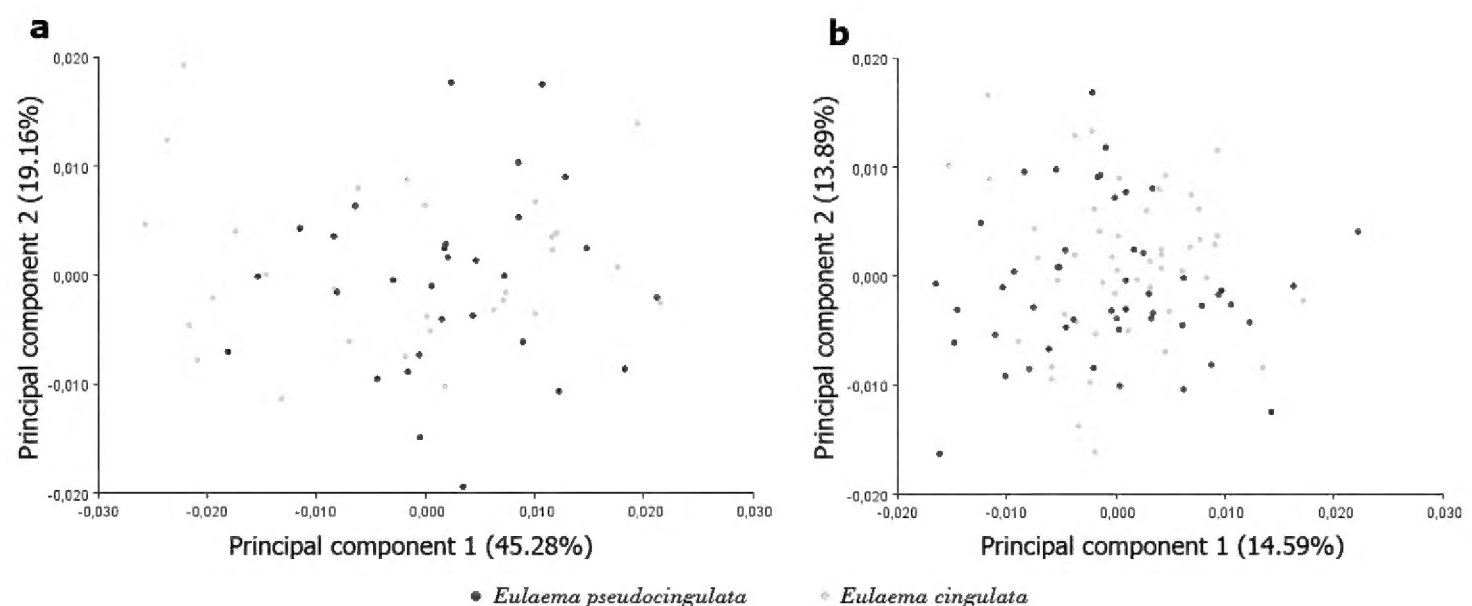 a
0,020
0,010
0,000
-0,010
-0,020
Principal component 2 (19.16%)
-0,030 -0,020 -0,010 0,000 0,010 0,020 0,030
Principal component 1 (45.28%)
b
0,020
0,010
0,000
-0,010
-0,020
Principal component 2 (13.89%)
-0,020 -0,010 0,000 0,010 0,020 0,030
Principal component 1 (14.59%)
Eulaema pseudocingulata Eulaema cingulata